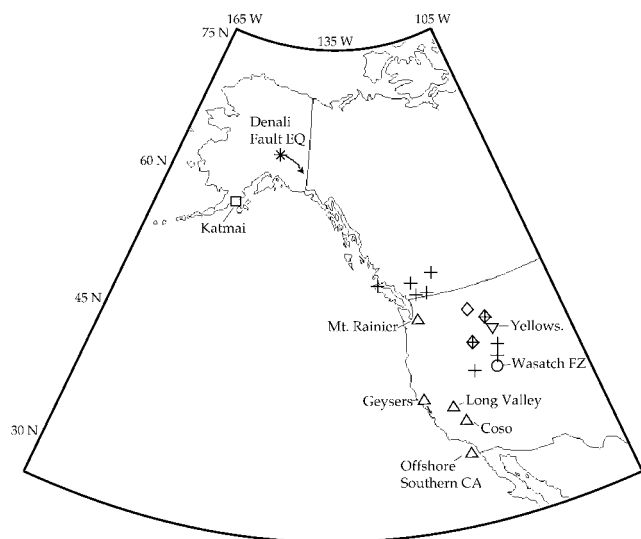 165 W
105 W
75 N
135 W
Denali
Fault EQ
60 N
Katmai
45 N
Mt. Rainier
Yellows.
Wasatch FZ
Geysers
Long Valley
Coso
30 N
Offshore
Southern CA